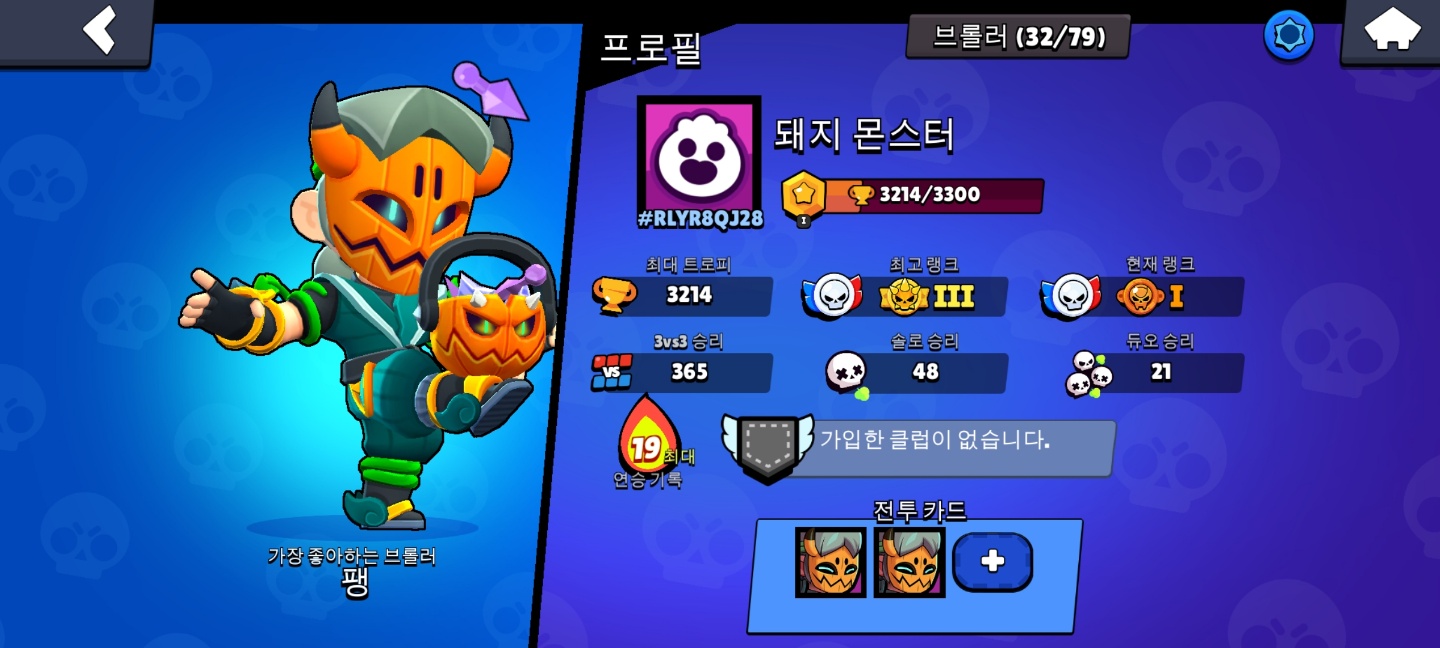 프로필
브롤러 (32/79)
돼지 몬스터
#RLYR8QJ28
I
3214/3300
최대 트로피
3214
최고 랭크
III
현재 랭크
I
3vs3 승리
VS
365
솔로 승리
48
듀오 승리
21
19
최대
연승 기록
가입한 클럽이 없습니다.
전투 카드
+
가장 좋아하는 브롤러
팽